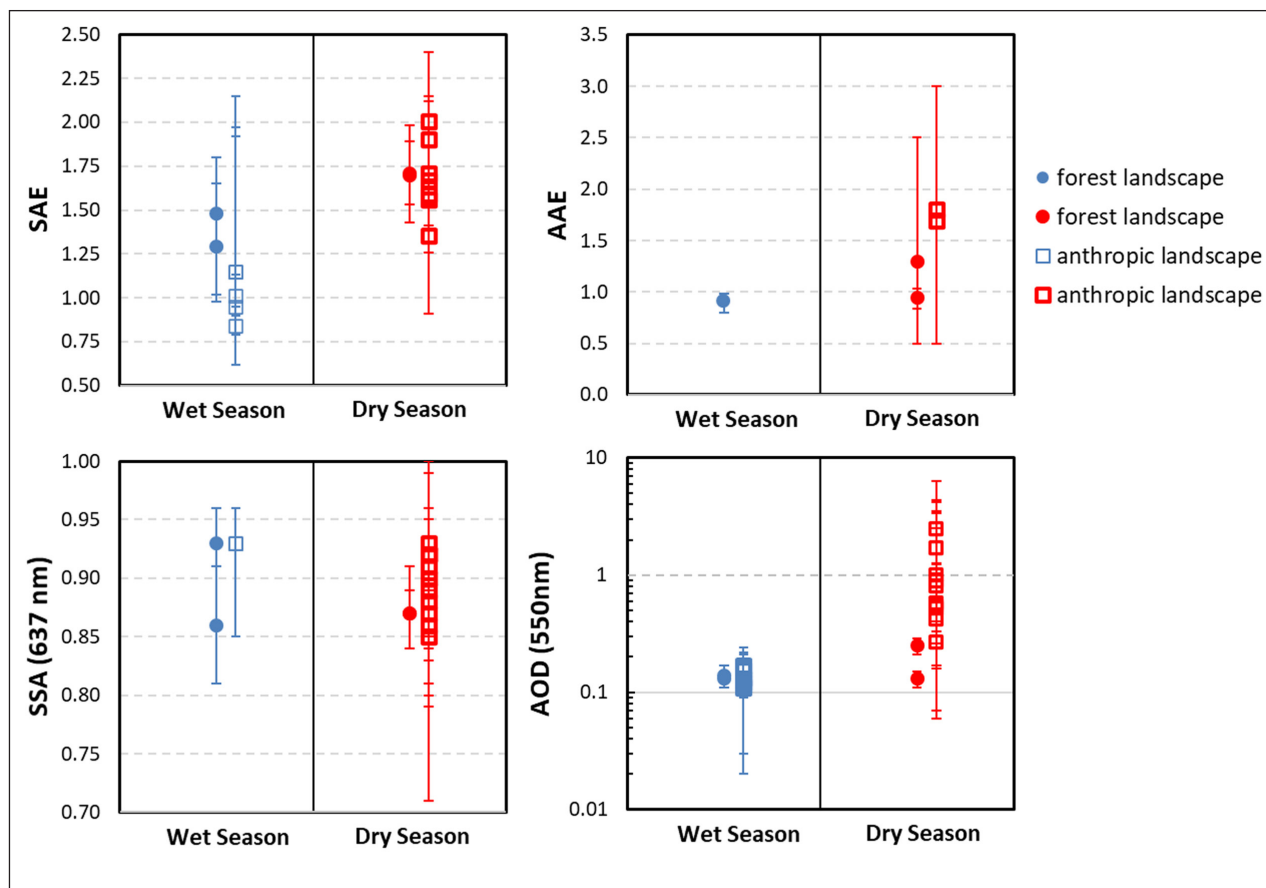 2.50
2.25
2.00
1.75
1.50
1.25
1.00
0.75
0.50
SAE
Wet Season
Dry Season
3.5
3.0
2.5
2.0
1.5
1.0
0.5
0.0
AAE
Wet Season
Dry Season
forest landscape
forest landscape
anthropic landscape
anthropic landscape
1.00
0.95
0.90
0.85
0.80
0.75
0.70
SSA (637 nm)
Wet Season
Dry Season
10
1
0.1
0.01
AOD (550nm)
Wet Season
Dry Season